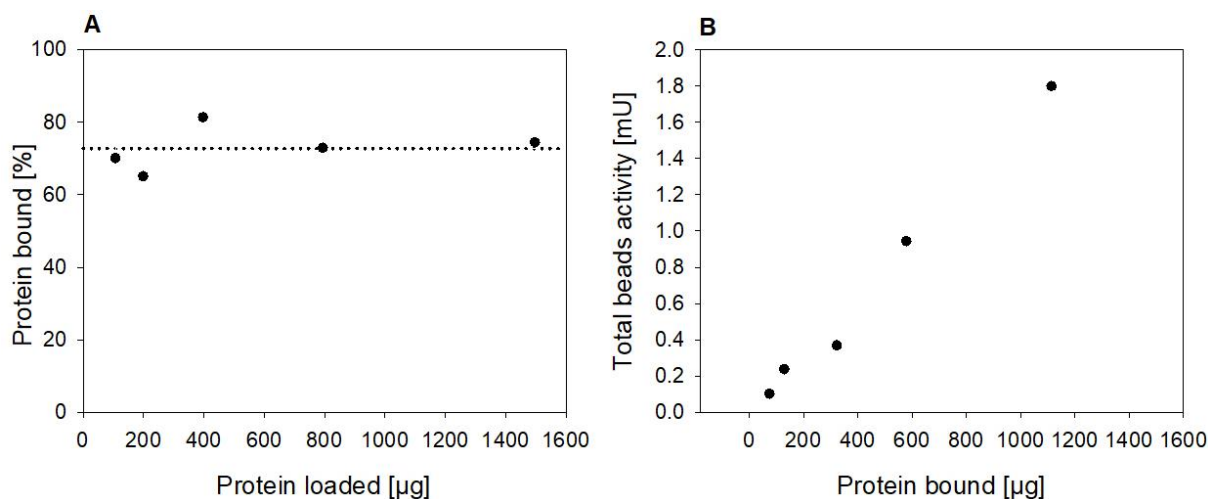 A
100
80
60
40
20
0
Protein bound [%]
0 200 400 600 800 1000 1200 1400 1600
Protein loaded [µg]
B
2.0
1.8
1.6
1.4
1.2
1.0
0.8
0.6
0.4
0.2
0.0
Total beads activity [mU]
0 200 400 600 800 1000 1200 1400 1600
Protein bound [µg]